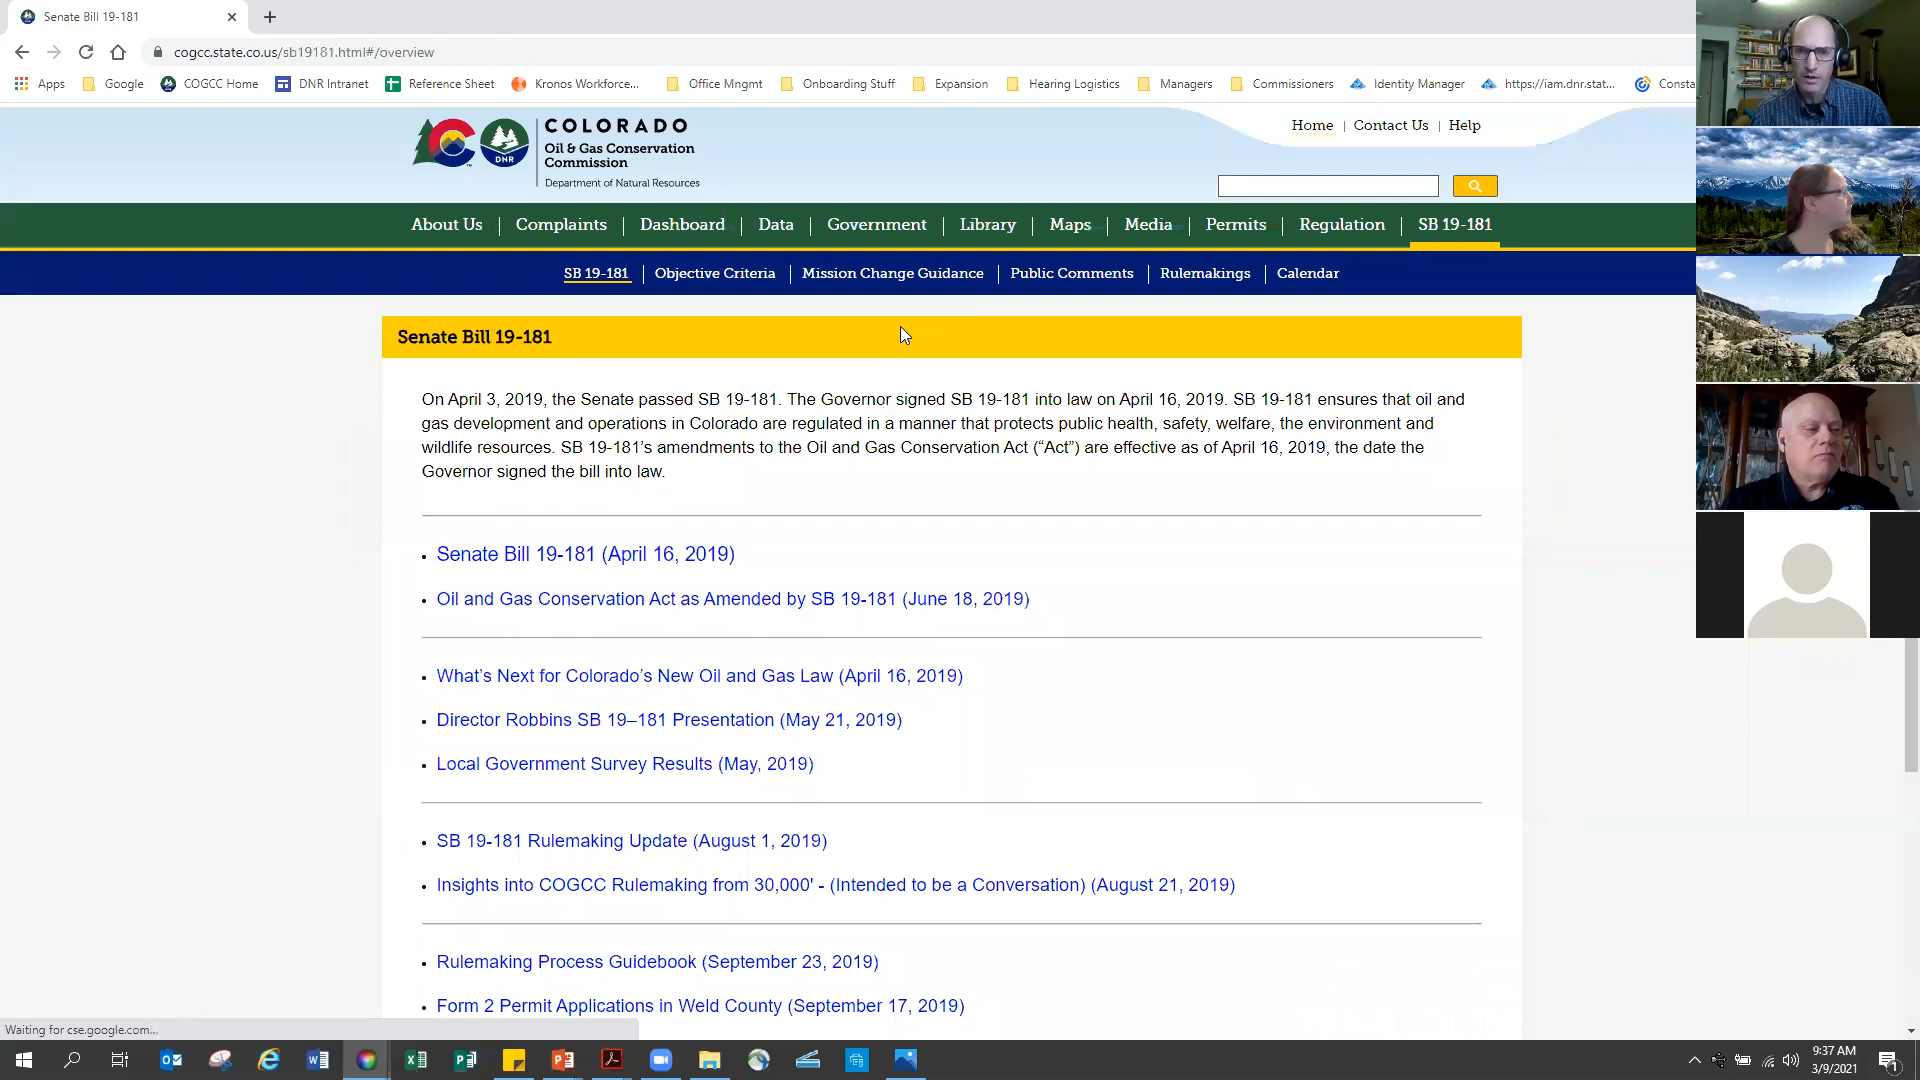 Senate Bill 19-181
cogcc.state.co.us/sb19181.html#/overview
Apps Google COGCC Home DNR Intranet Reference Sheet Kronos Workforce... Office Mngmt Onboarding Stuff Expansion Hearing Logistics Managers Commissioners Identity Manager https://iam.dnr.stat... Consta
COLORADO
Oil & Gas Conservation
Commission
DNR
Department of Natural Resources
Home | Contact Us | Help
About Us | Complaints | Dashboard | Data | Government | Library | Maps | Media | Permits | Regulation | SB 19-181
SB 19-181 | Objective Criteria | Mission Change Guidance | Public Comments | Rulemakings | Calendar
Senate Bill 19-181
On April 3, 2019, the Senate passed SB 19-181. The Governor signed SB 19-181 into law on April 16, 2019. SB 19-181 ensures that oil and
gas development and operations in Colorado are regulated in a manner that protects public health, safety, welfare, the environment and
wildlife resources. SB 19-181’s amendments to the Oil and Gas Conservation Act (“Act”) are effective as of April 16, 2019, the date the
Governor signed the bill into law.
• Senate Bill 19-181 (April 16, 2019)
• Oil and Gas Conservation Act as Amended by SB 19-181 (June 18, 2019)
• What’s Next for Colorado’s New Oil and Gas Law (April 16, 2019)
• Director Robbins SB 19–181 Presentation (May 21, 2019)
• Local Government Survey Results (May, 2019)
• SB 19-181 Rulemaking Update (August 1, 2019)
• Insights into COGCC Rulemaking from 30,000' - (Intended to be a Conversation) (August 21, 2019)
• Rulemaking Process Guidebook (September 23, 2019)
• Form 2 Permit Applications in Weld County (September 17, 2019)
Waiting for cse.google.com...
9:37 AM
3/9/2021